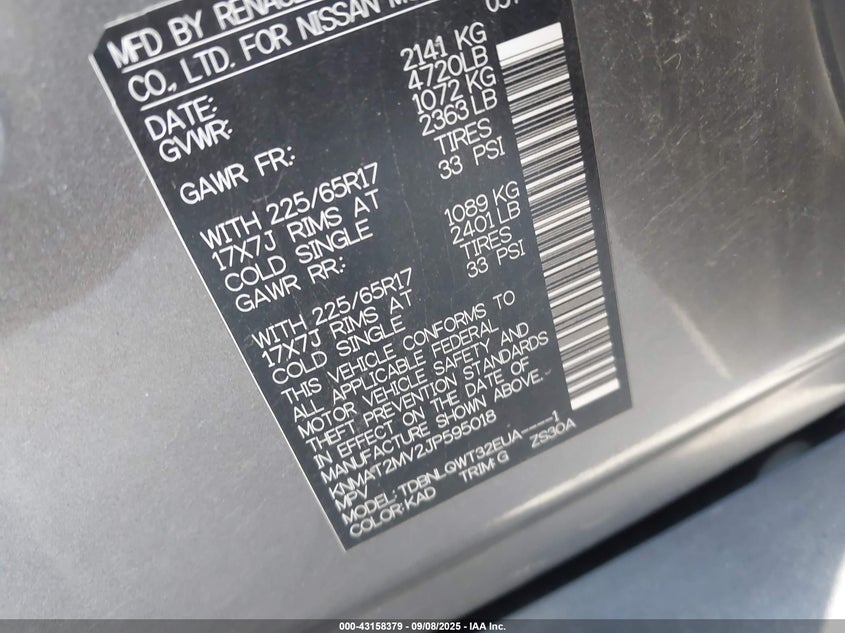 MFD BY RENAUL
CO., LTD. FOR NISSAN M
DATE:
GVWR: 2141 KG
4720LB
GAWR FR: 1072 KG
2363 LB
WITH 225/65R17 TIRES
17X7J RIMS AT 33 PSI
COLD SINGLE
GAWR RR: 1089 KG
2401 LB
WITH 225/65R17 TIRES
17X7J RIMS AT 33 PSI
COLD SINGLE
THIS VEHICLE CONFORMS TO
ALL APPLICABLE FEDERAL
MOTOR VEHICLE SAFETY AND
THEFT PREVENTION STANDARDS
IN EFFECT ON THE DATE OF
MANUFACTURE SHOWN ABOVE.
KNMAT2MV2JP595018
MPV
MODEL:TDBNLQWT32EUA----1
COLOR:KAD TRIM:G ZS30A
000-43158379 - 09/08/2025 - IAA Inc.